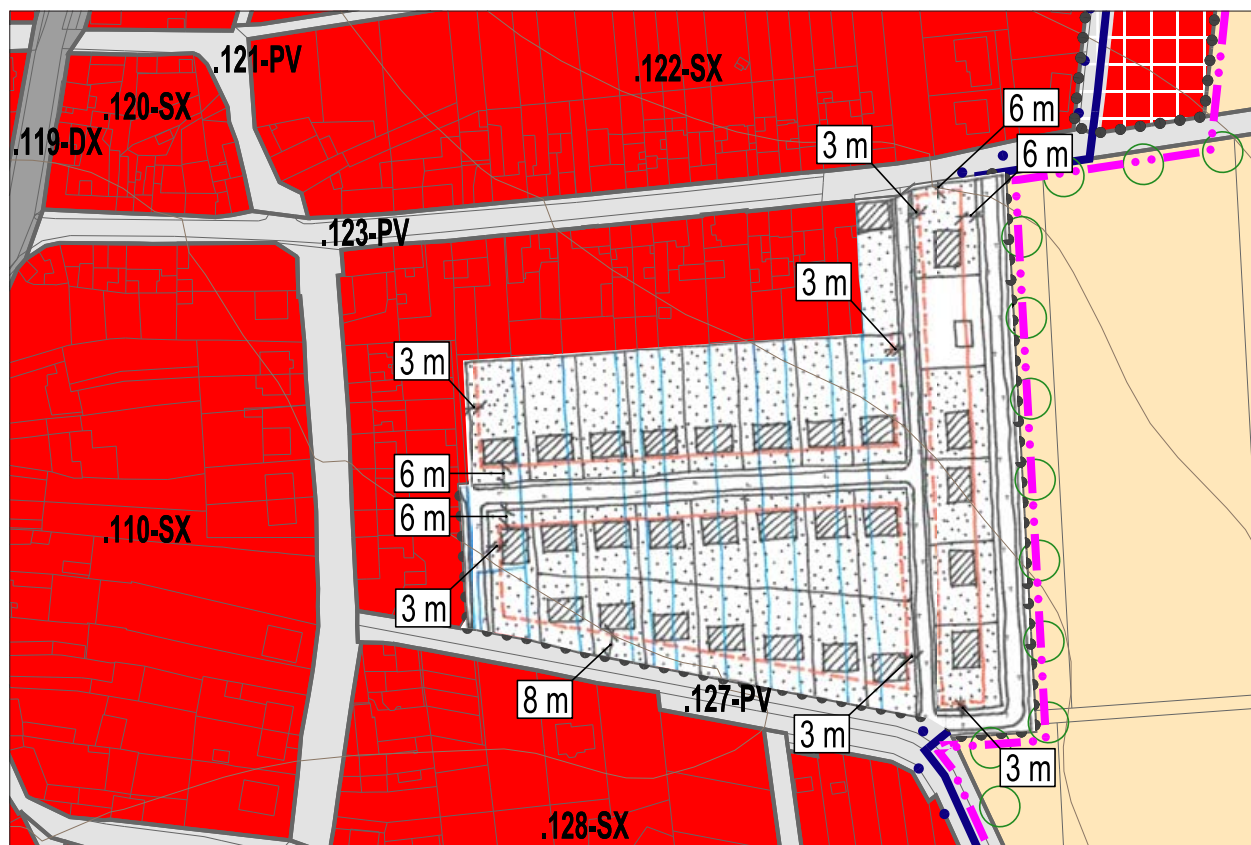 .121-PV
.122-SX
.120-SX
6 m
.119-DX
3 m
6 m
.123-PV
3 m
3 m
6 m
6 m
.110-SX
3 m
8 m
.127-PV
3 m
3 m
.128-SX